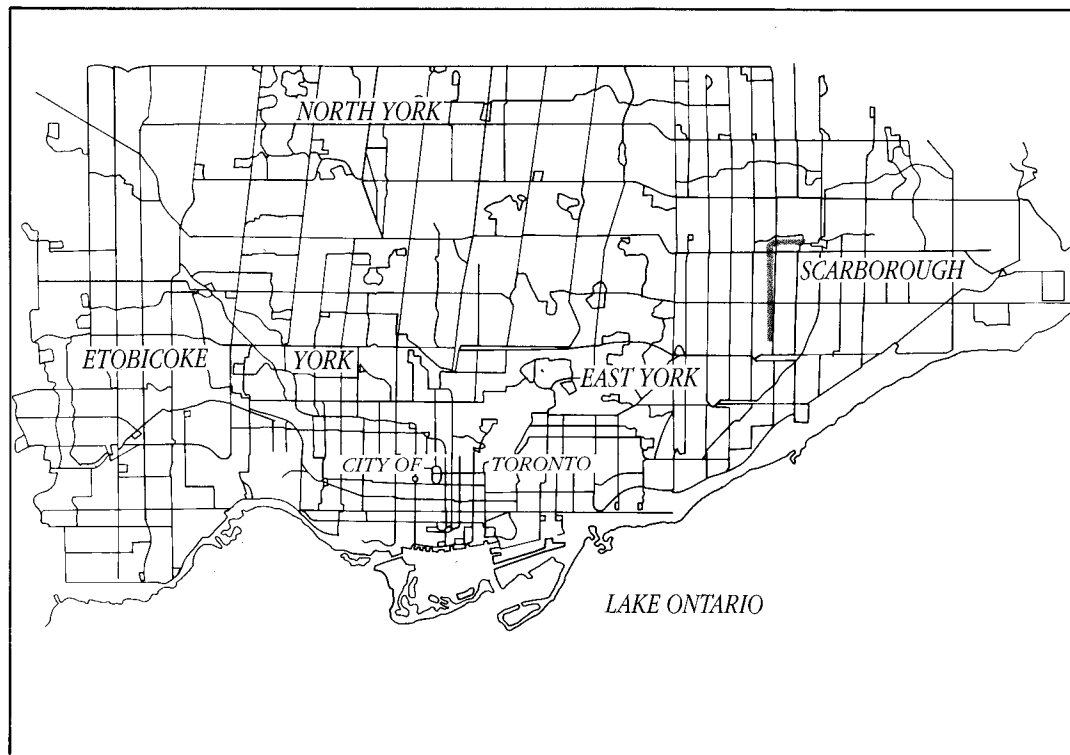 NORTH YORK
SCARBOROUGH
ETOBICOKE
YORK
EAST YORK
CITY OF
TORONTO
LAKE ONTARIO